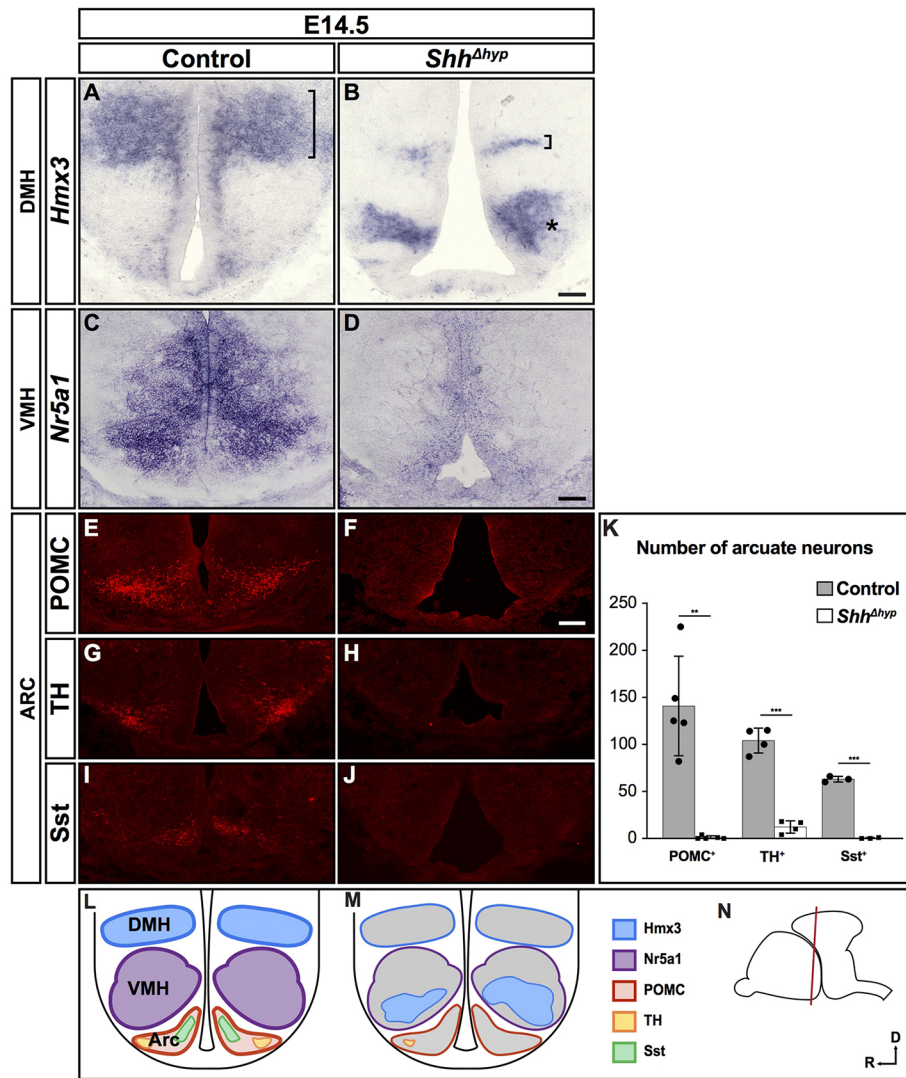 E14.5
Control
Shh^Δhyp
DMH
Hmx3
A
B
*
VMH
Nr5a1
C
D
ARC
POMC
E
F
TH
G
H
Sst
I
J
K
Number of arcuate neurons
Control
Shh^Δhyp
250
200
150
100
50
0
**
***
***
POMC⁺
TH⁺
Sst⁺
L
DMH
VMH
Arc
M
Hmx3
Nr5a1
POMC
TH
Sst
N
D
R